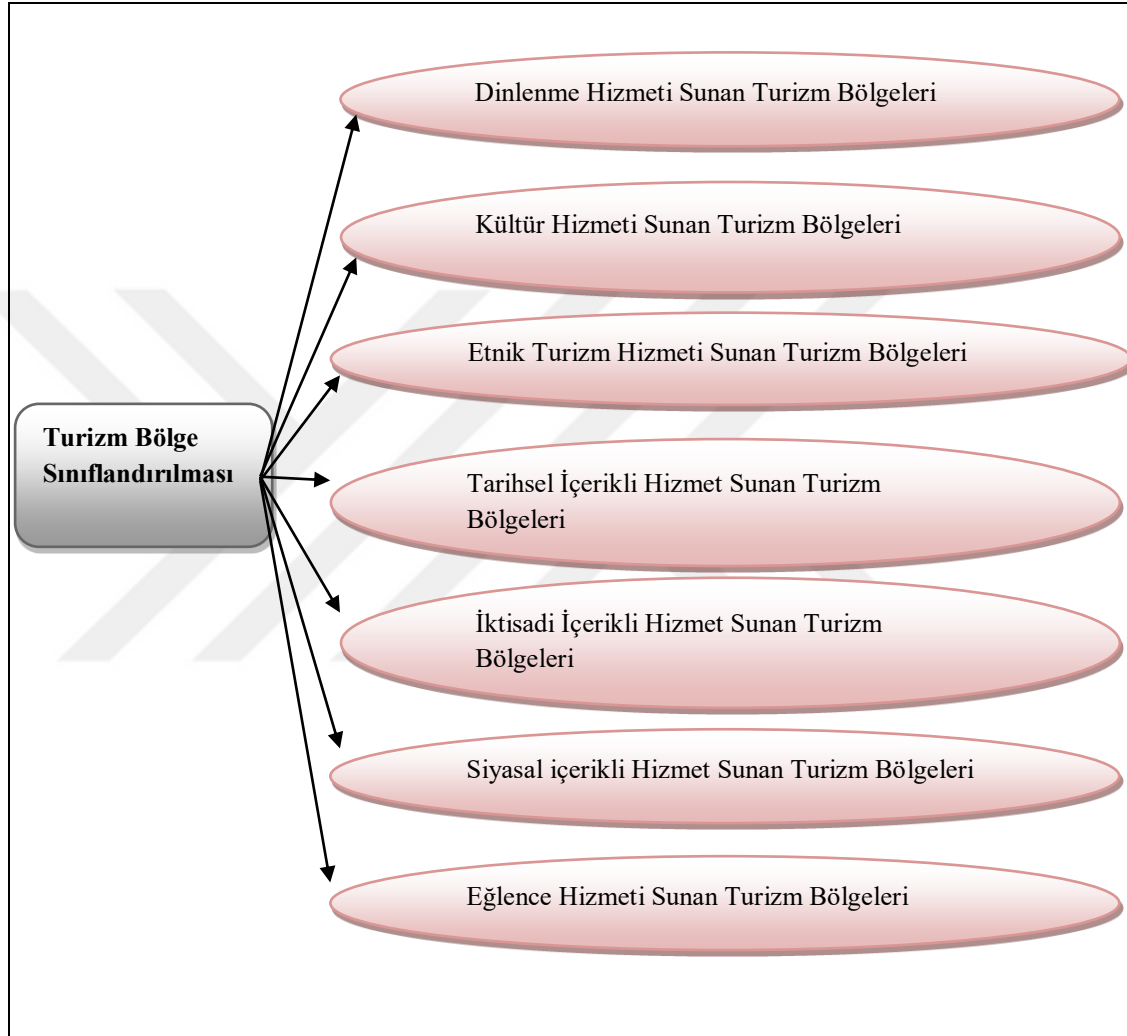 Dinlenme Hizmeti Sunan Turizm Bölgeleri
Kültür Hizmeti Sunan Turizm Bölgeleri
Etnik Turizm Hizmeti Sunan Turizm Bölgeleri
Turizm Bölge
Sınıflandırılması
Tarihsel İçerikli Hizmet Sunan Turizm
Bölgeleri
İktisadi İçerikli Hizmet Sunan Turizm
Bölgeleri
Siyasal içerikli Hizmet Sunan Turizm Bölgeleri
Eğlence Hizmeti Sunan Turizm Bölgeleri